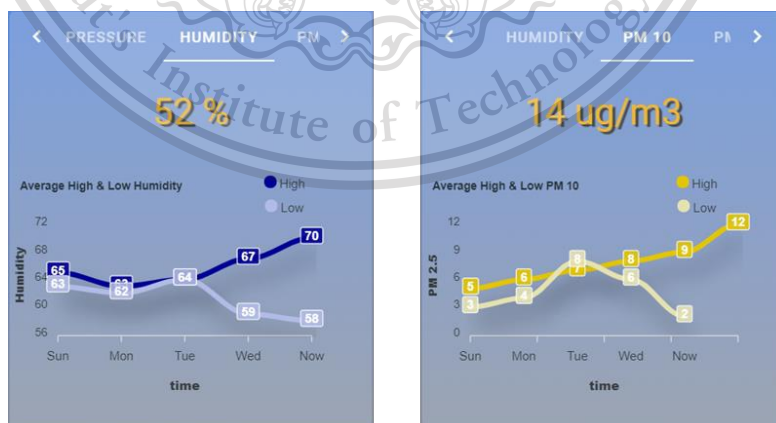 PRESSURE HUMIDITY PM
52 %
Average High & Low Humidity
High
Low
72
68
64
60
56
Humidity
65
63
62
64
67
59
70
58
Sun Mon Tue Wed Now
time
HUMIDITY PM 10
14 ug/m3
Average High & Low PM 10
High
Low
12
9
6
3
0
PM 2.5
5
3
6
4
8
7
8
6
9
2
12
Sun Mon Tue Wed Now
time
Institute of Technology